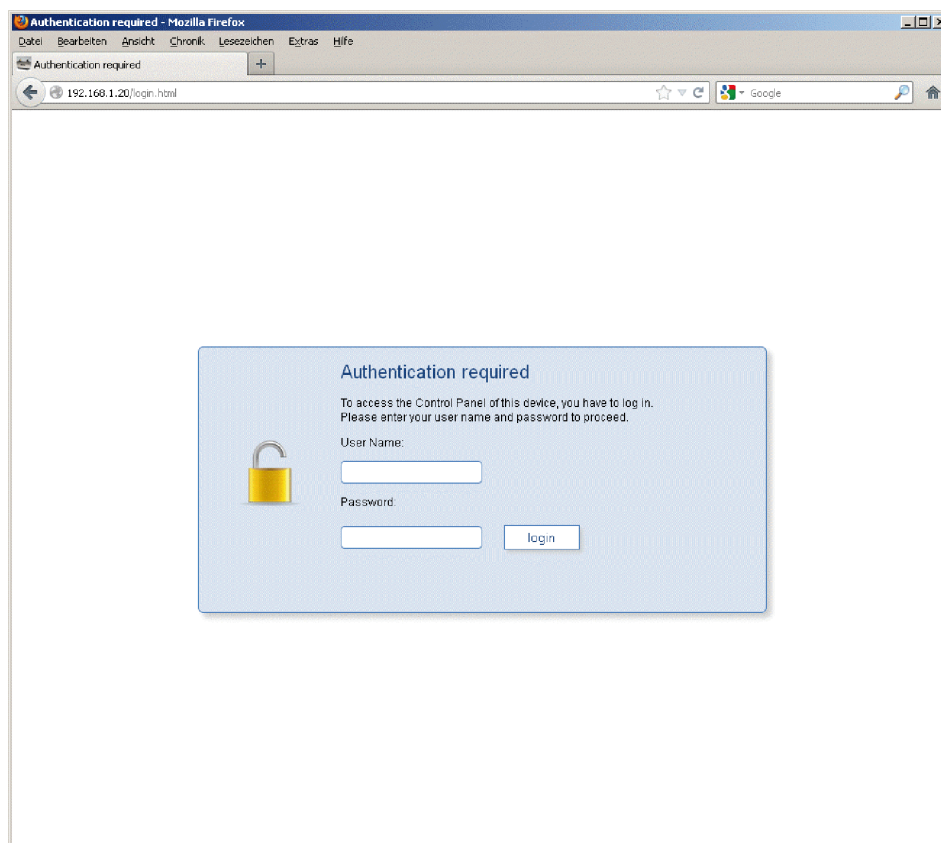 Authentication required - Mozilla Firefox
Datei Bearbeiten Ansicht Chronik Lesezeichen Extras Hilfe
Authentication required
192.168.1.20/login.html
Google
Authentication required
To access the Control Panel of this device, you have to log in.
Please enter your user name and password to proceed.
User Name:
Password:
login